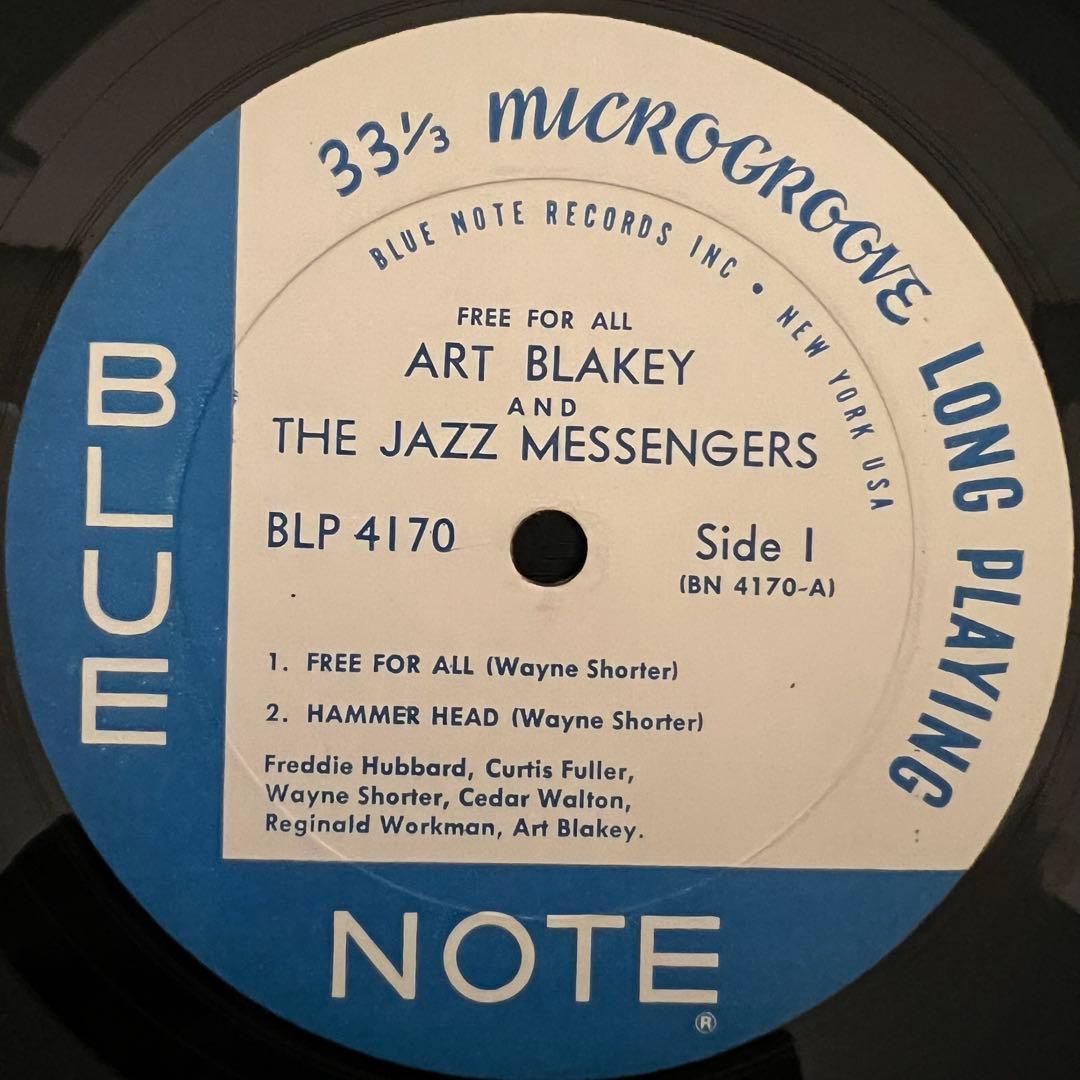 33⅓ MICROGROOVE LONG PLAYING
BLUE NOTE RECORDS INC • NEW YORK USA
FREE FOR ALL
ART BLAKEY
AND
THE JAZZ MESSENGERS
BLP 4170
Side 1
(BN 4170-A)
1. FREE FOR ALL (Wayne Shorter)
2. HAMMER HEAD (Wayne Shorter)
Freddie Hubbard, Curtis Fuller,
Wayne Shorter, Cedar Walton,
Reginald Workman, Art Blakey.
BLUE
NOTE
®